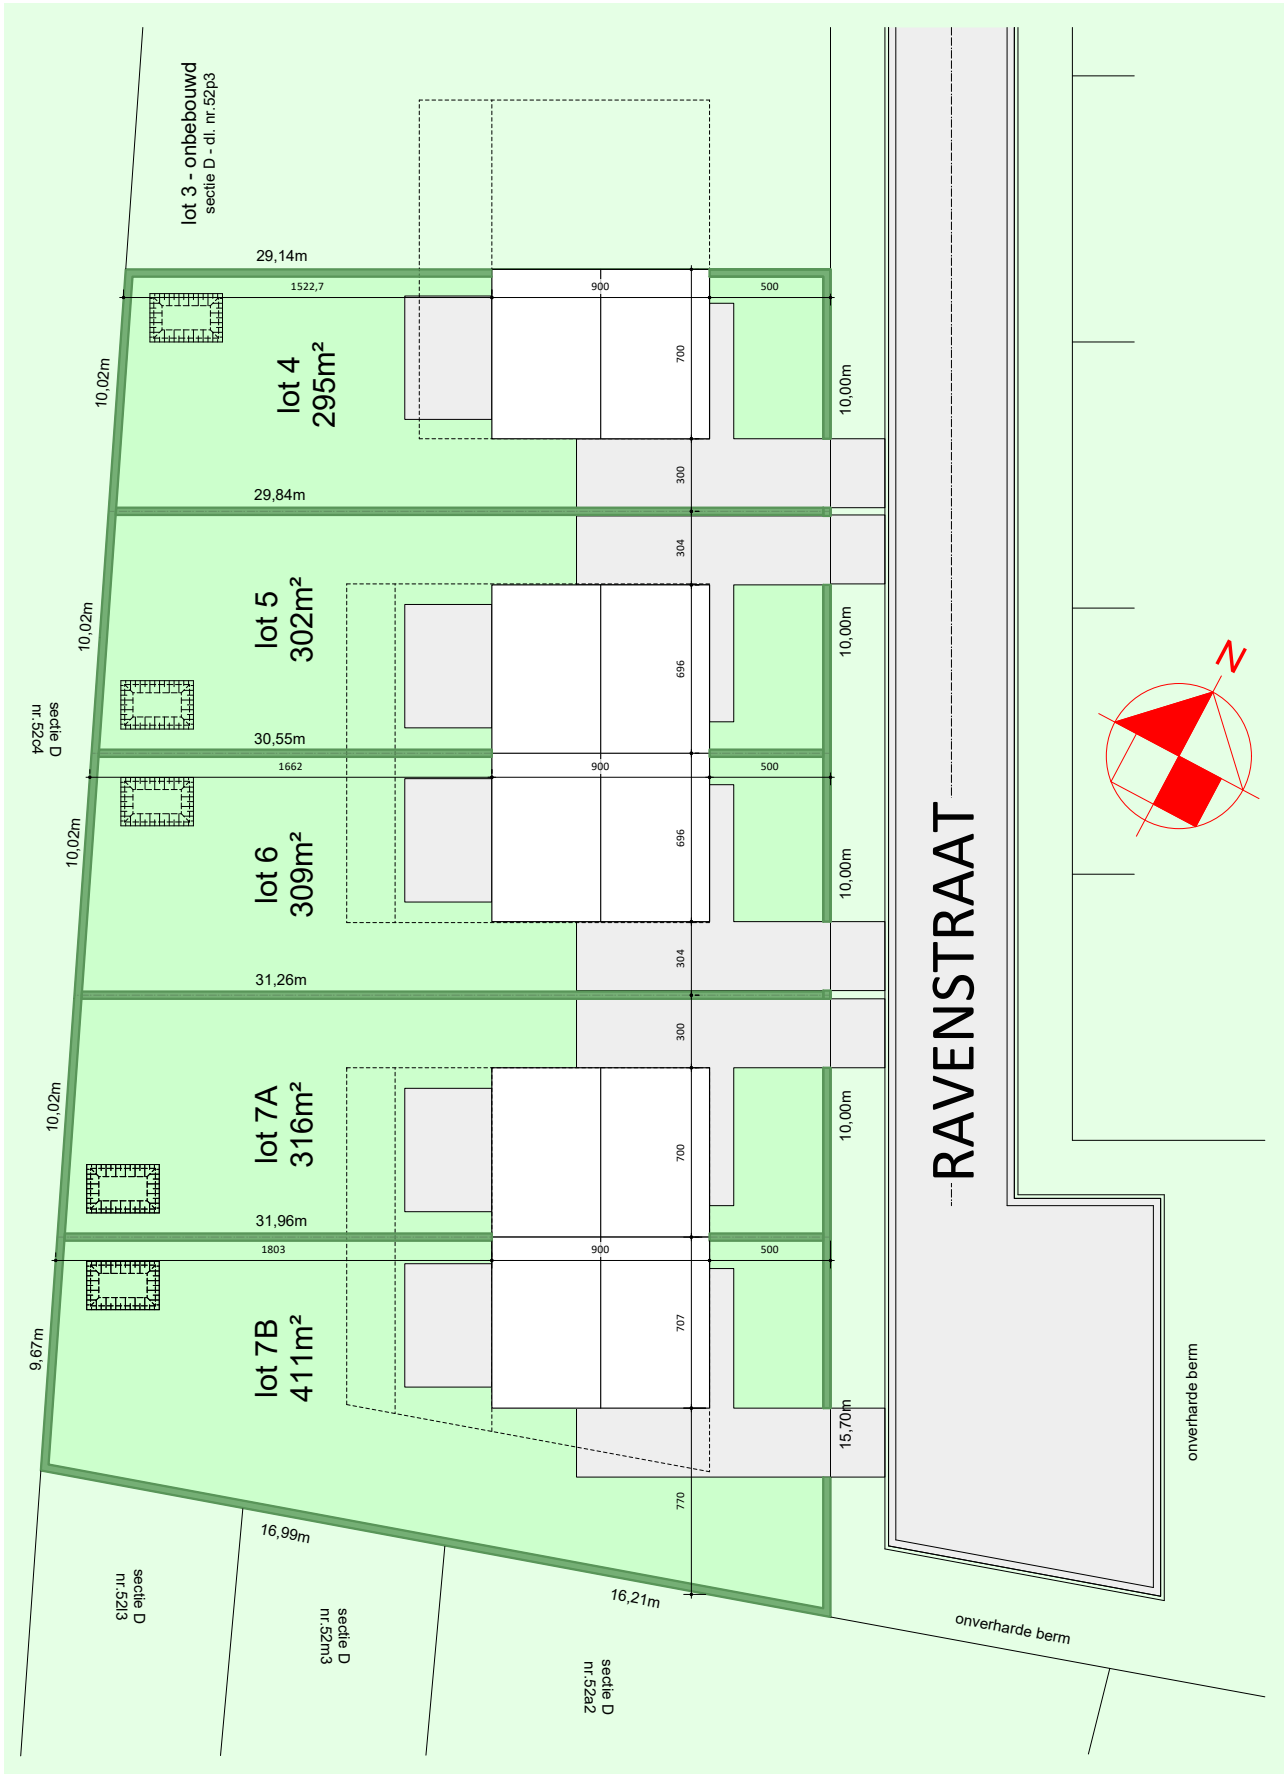 lot 3 - onbebouwd
sectie D - dl. nr.52p3
29,14m
1522,7
900
500
10,02m
lot 4
295m²
700
10,00m
300
29,84m
304
10,02m
lot 5
302m²
696
10,00m
sectie D
nr.52c4
30,55m
1662
900
500
10,02m
lot 6
309m²
696
10,00m
304
31,26m
300
10,02m
lot 7A
316m²
700
10,00m
31,96m
1803
900
500
9,67m
lot 7B
411m²
707
15,70m
770
16,99m
16,21m
RAVENSTRAAT
N
onverharde berm
onverharde berm
sectie D
nr.52l3
sectie D
nr.52m3
sectie D
nr.52a2